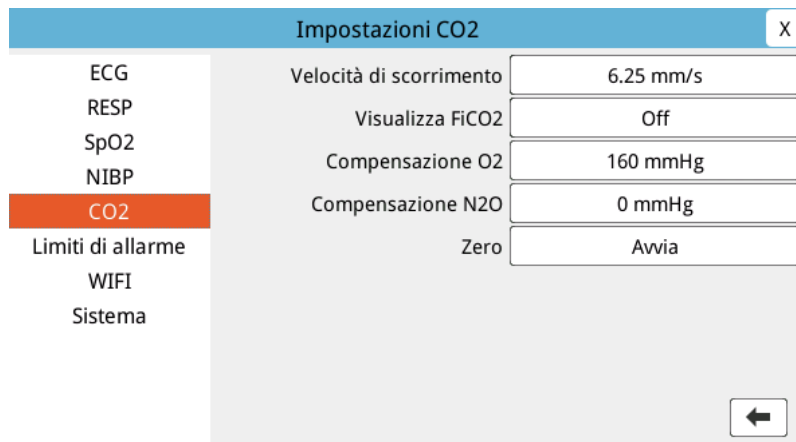 Impostazioni CO2
X
ECG
RESP
SpO2
NIBP
CO2
Limiti di allarme
WIFI
Sistema
Velocità di scorrimento 6.25 mm/s
Visualizza FiCO2 Off
Compensazione O2 160 mmHg
Compensazione N2O 0 mmHg
Zero Avvia